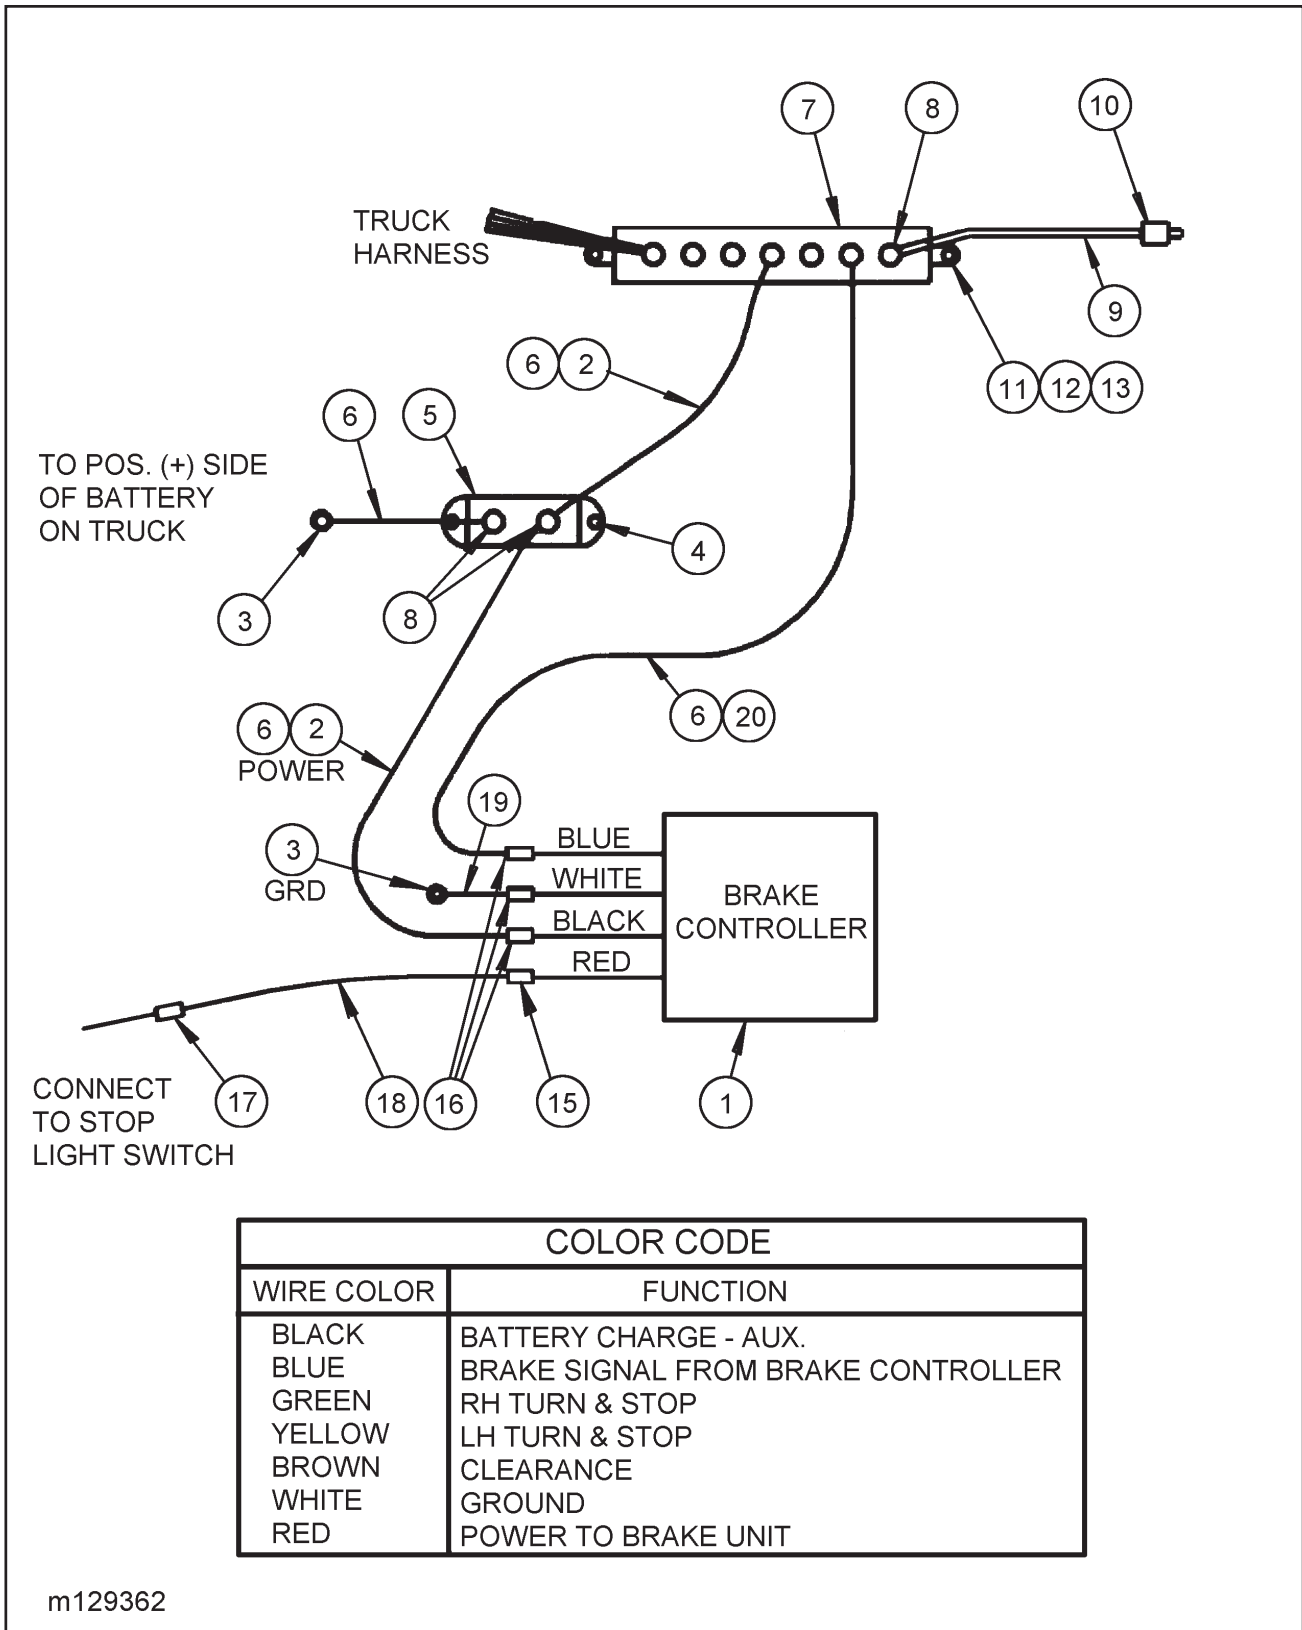 7
8
10
TRUCK
HARNESS
9
6 2
11 12 13
6
5
TO POS. (+) SIDE
OF BATTERY
ON TRUCK
4
3
8
6 20
6 2
POWER
19
3
GRD
BLUE
WHITE
BLACK
RED
BRAKE
CONTROLLER
CONNECT
TO STOP
LIGHT SWITCH
17
18
16
15
1
COLOR CODE
WIRE COLOR FUNCTION
BLACK BATTERY CHARGE - AUX.
BLUE BRAKE SIGNAL FROM BRAKE CONTROLLER
GREEN RH TURN & STOP
YELLOW LH TURN & STOP
BROWN CLEARANCE
WHITE GROUND
RED POWER TO BRAKE UNIT
m129362